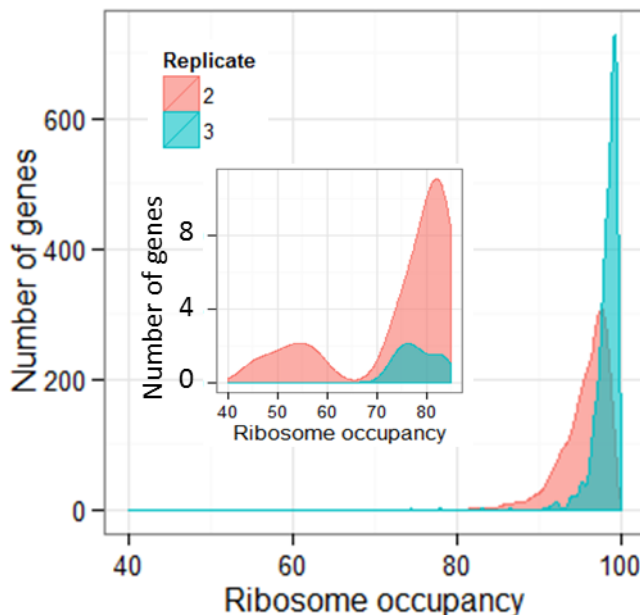 Replicate
2
3
Number of genes
600
400
200
0
40 60 80 100
Ribosome occupancy
Number of genes
8
4
0
40 50 60 70 80
Ribosome occupancy